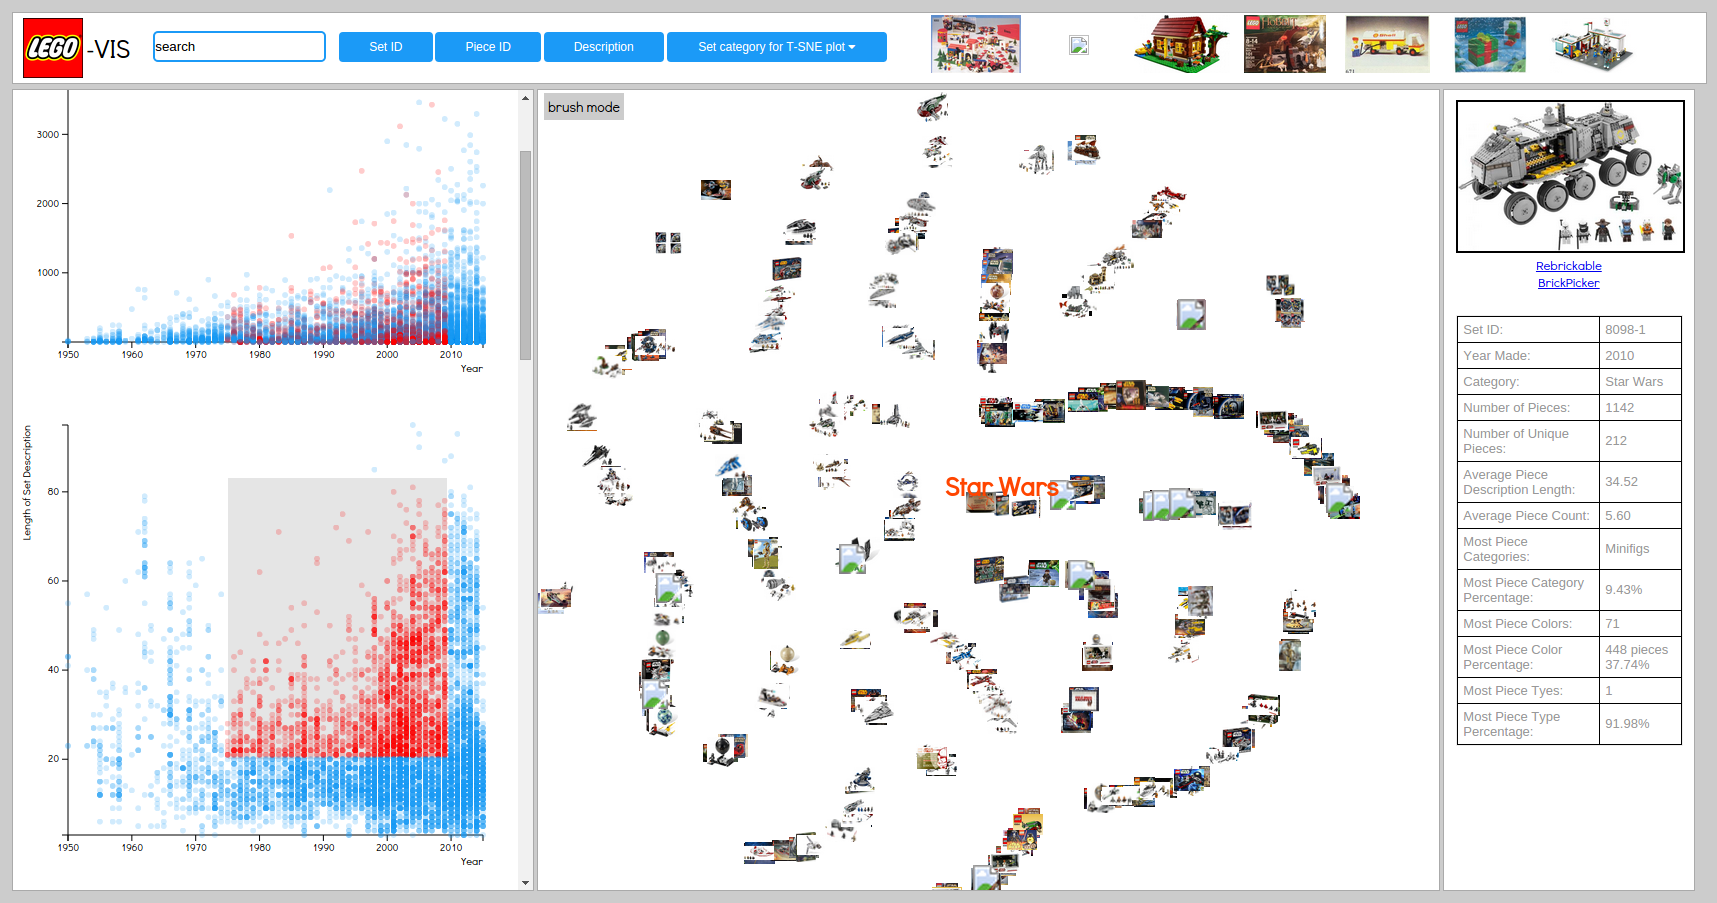 LEGO -VIS
search
Set ID
Piece ID
Description
Set category for T-SNE plot
brush mode
3000
2000
1000
1950 1960 1970 1980 1990 2000 2010
Year
Length of Set Description
80
60
40
20
1950 1960 1970 1980 1990 2000 2010
Year
Star Wars
Rebrickable
BrickPicker
Set ID: 8098-1
Year Made: 2010
Category: Star Wars
Number of Pieces: 1142
Number of Unique Pieces: 212
Average Piece Description Length: 34.52
Average Piece Count: 5.60
Most Piece Categories: Minifigs
Most Piece Category Percentage: 9.43%
Most Piece Colors: 71
Most Piece Color Percentage: 448 pieces 37.74%
Most Piece Tyes: 1
Most Piece Type Percentage: 91.98%